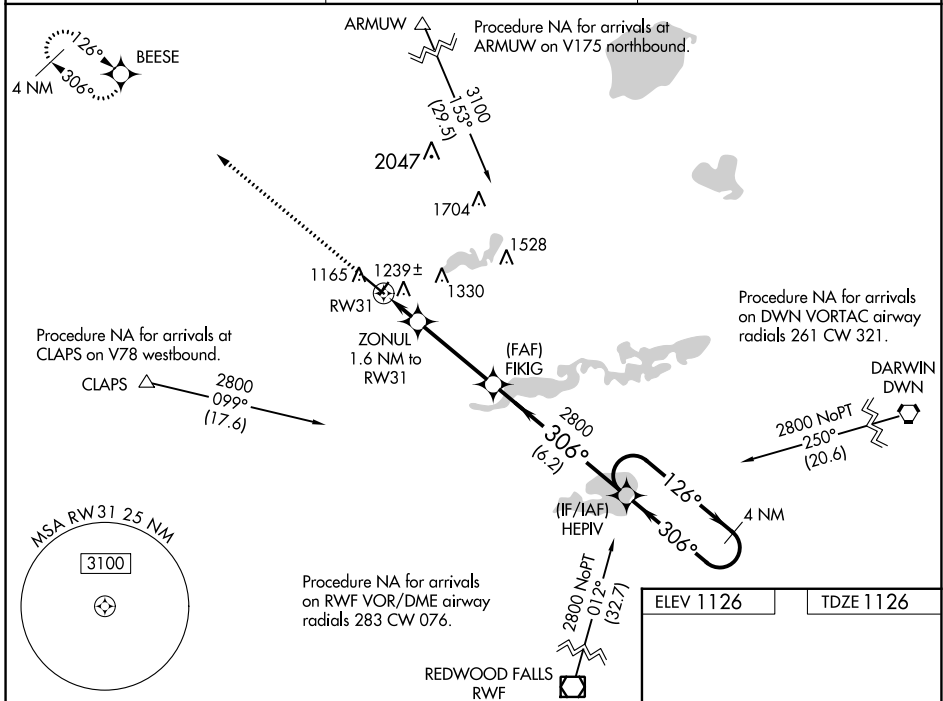 ARMUW
Procedure NA for arrivals at
ARMUW on V175 northbound.
126°
306°
4 NM
BEESE
3100
153°
(29.5)
2047
1704
1528
1165
1239±
1330
RW31
ZONUL
1.6 NM to
RW31
(FAF)
FIKIG
Procedure NA for arrivals
on DWN VORTAC airway
radials 261 CW 321.
Procedure NA for arrivals at
CLAPS on V78 westbound.
CLAPS
2800
099°
(17.6)
DARWIN
DWN
2800 NoPT
250°
(20.6)
2800
306°
(6.2)
(IF/IAF)
HEPIV
126°
306°
4 NM
MSA RW31 25 NM
3100
Procedure NA for arrivals
on RWF VOR/DME airway
radials 283 CW 076.
2800 NoPT
012°
(32.7)
REDWOOD FALLS
RWF
ELEV 1126
TDZE 1126